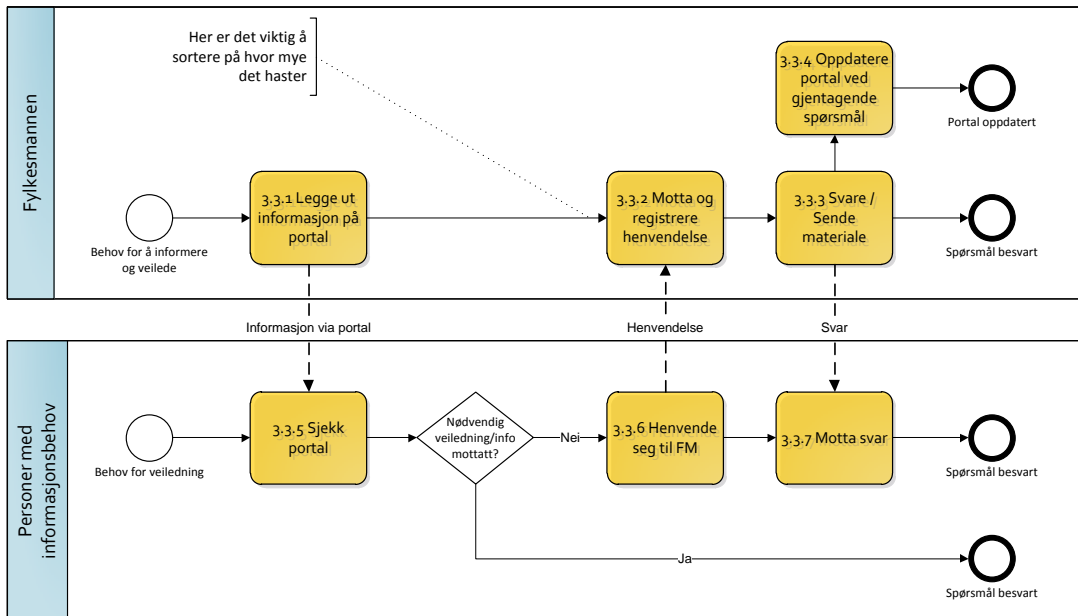 Fylkesmannen
Her er det viktig å
sortere på hvor mye
det haster
3.3.4 Oppdatere
portal ved
gjentagende
spørsmål
Portal oppdatert
Behov for å informere
og veilede
3.3.1 Legge ut
informasjon på
portal
3.3.2 Motta og
registrere
henvendelse
3.3.3 Svare /
Sende
materiale
Spørsmål besvart
Informasjon via portal
Henvendelse
Svar
Personer med
informasjonsbehov
Behov for veiledning
3.3.5 Sjekk
portal
Nødvendig
veiledning/info
mottatt?
Nei
3.3.6 Henvende
seg til FM
3.3.7 Motta svar
Spørsmål besvart
Ja
Spørsmål besvart